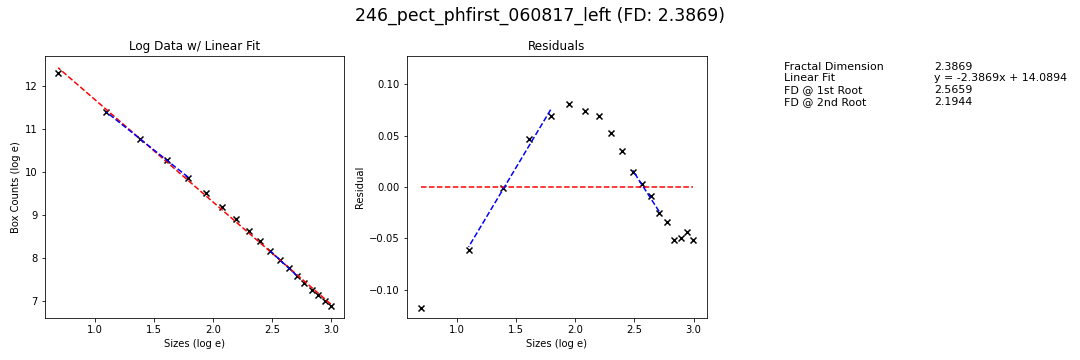 246_pect_phfirst_060817_left (FD: 2.3869)
Log Data w/ Linear Fit
Box Counts (log e)
12
11
10
9
8
7
1.0 1.5 2.0 2.5 3.0
Sizes (log e)
Residuals
Residual
0.10
0.05
0.00
−0.05
−0.10
1.0 1.5 2.0 2.5 3.0
Sizes (log e)
Fractal Dimension 2.3869
Linear Fit y = -2.3869x + 14.0894
FD @ 1st Root 2.5659
FD @ 2nd Root 2.1944